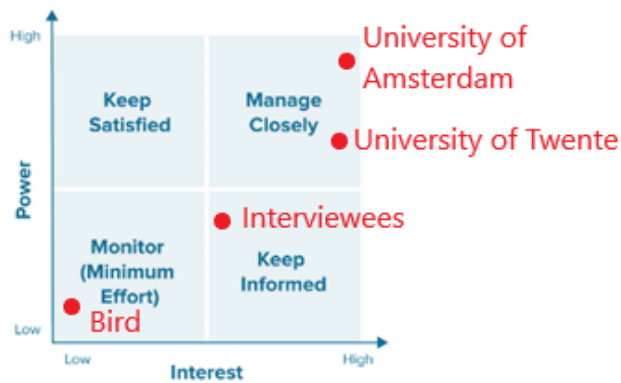 High
University of
Amsterdam
Keep
Satisfied
Manage
Closely
University of Twente
Power
Interviewees
Monitor
(Minimum
Effort)
Keep
Informed
Bird
Low
Low
High
Interest